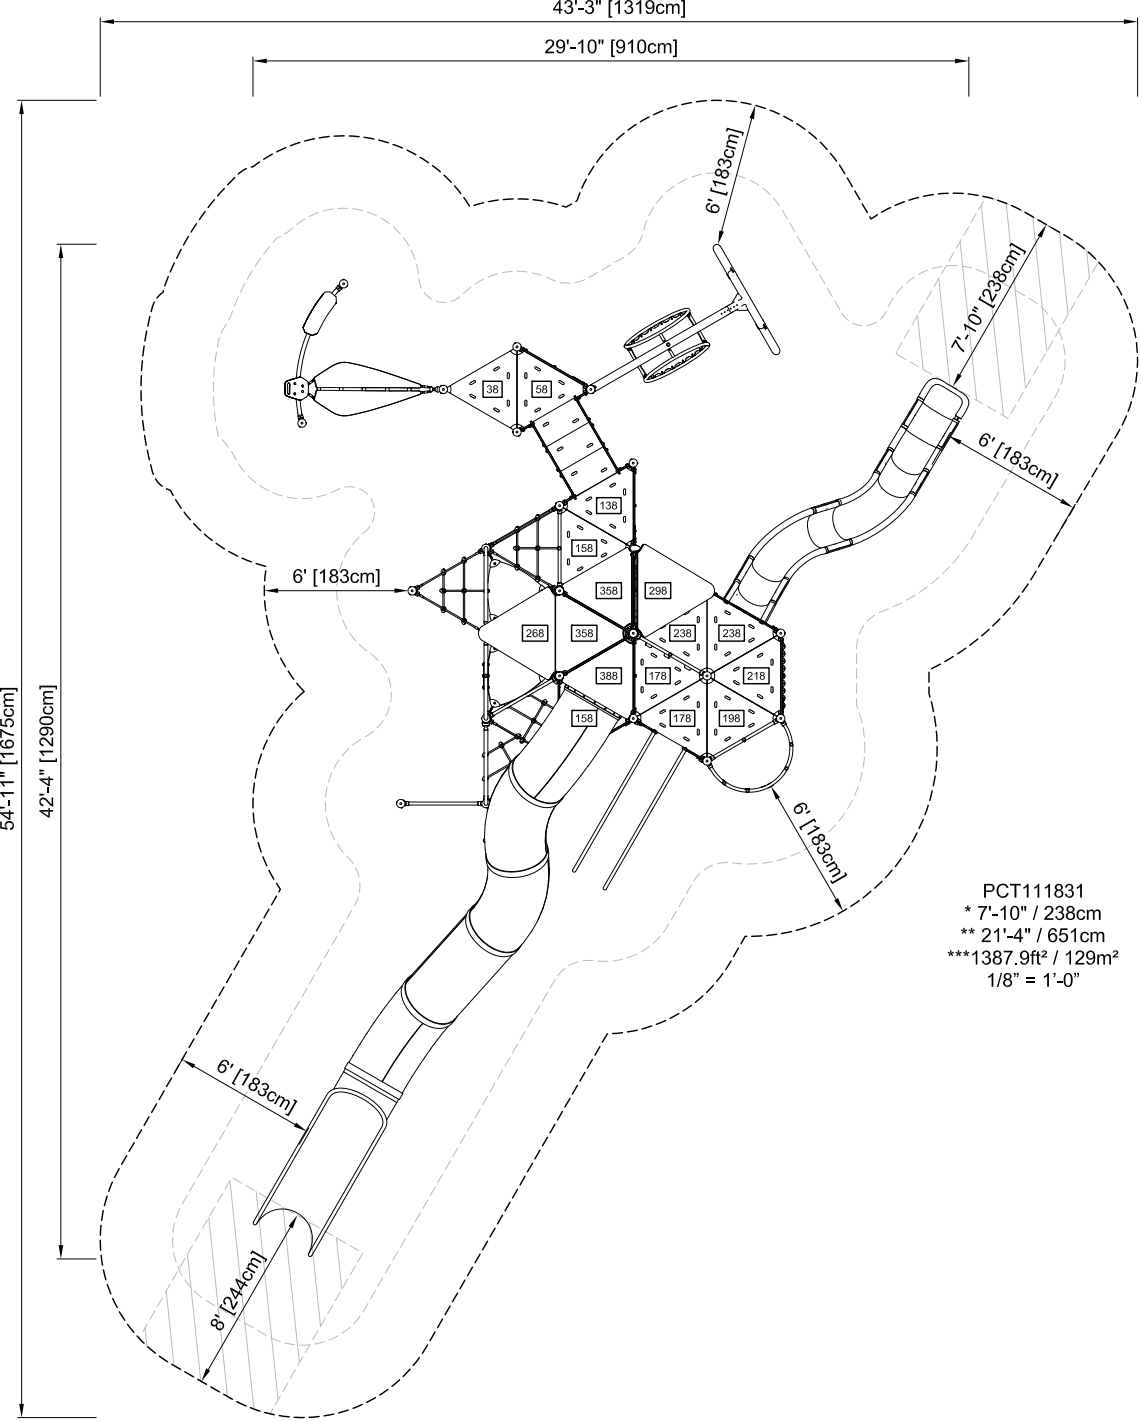 43'-3" [1319cm]
29'-10" [910cm]
6' [183cm]
7'-10" [238cm]
38
58
6' [183cm]
138
158
6' [183cm]
358
298
268
358
238
238
388
178
218
158
178
198
54'-11" [1675cm]
42'-4" [1290cm]
6' [183cm]
PCT111831
* 7'-10" / 238cm
** 21'-4" / 651cm
***1387.9ft² / 129m²
1/8” = 1’-0”
6' [183cm]
8' [244cm]